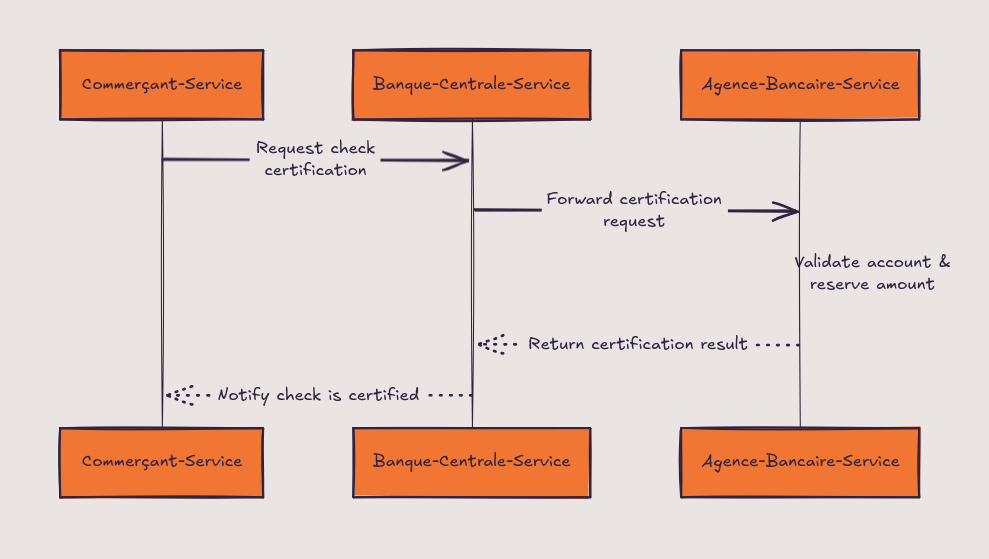 Commerçant-Service
Banque-Centrale-Service
Agence-Bancaire-Service
Request check
certification
Forward certification
request
Validate account &
reserve amount
Return certification result
Notify check is certified
Commerçant-Service
Banque-Centrale-Service
Agence-Bancaire-Service